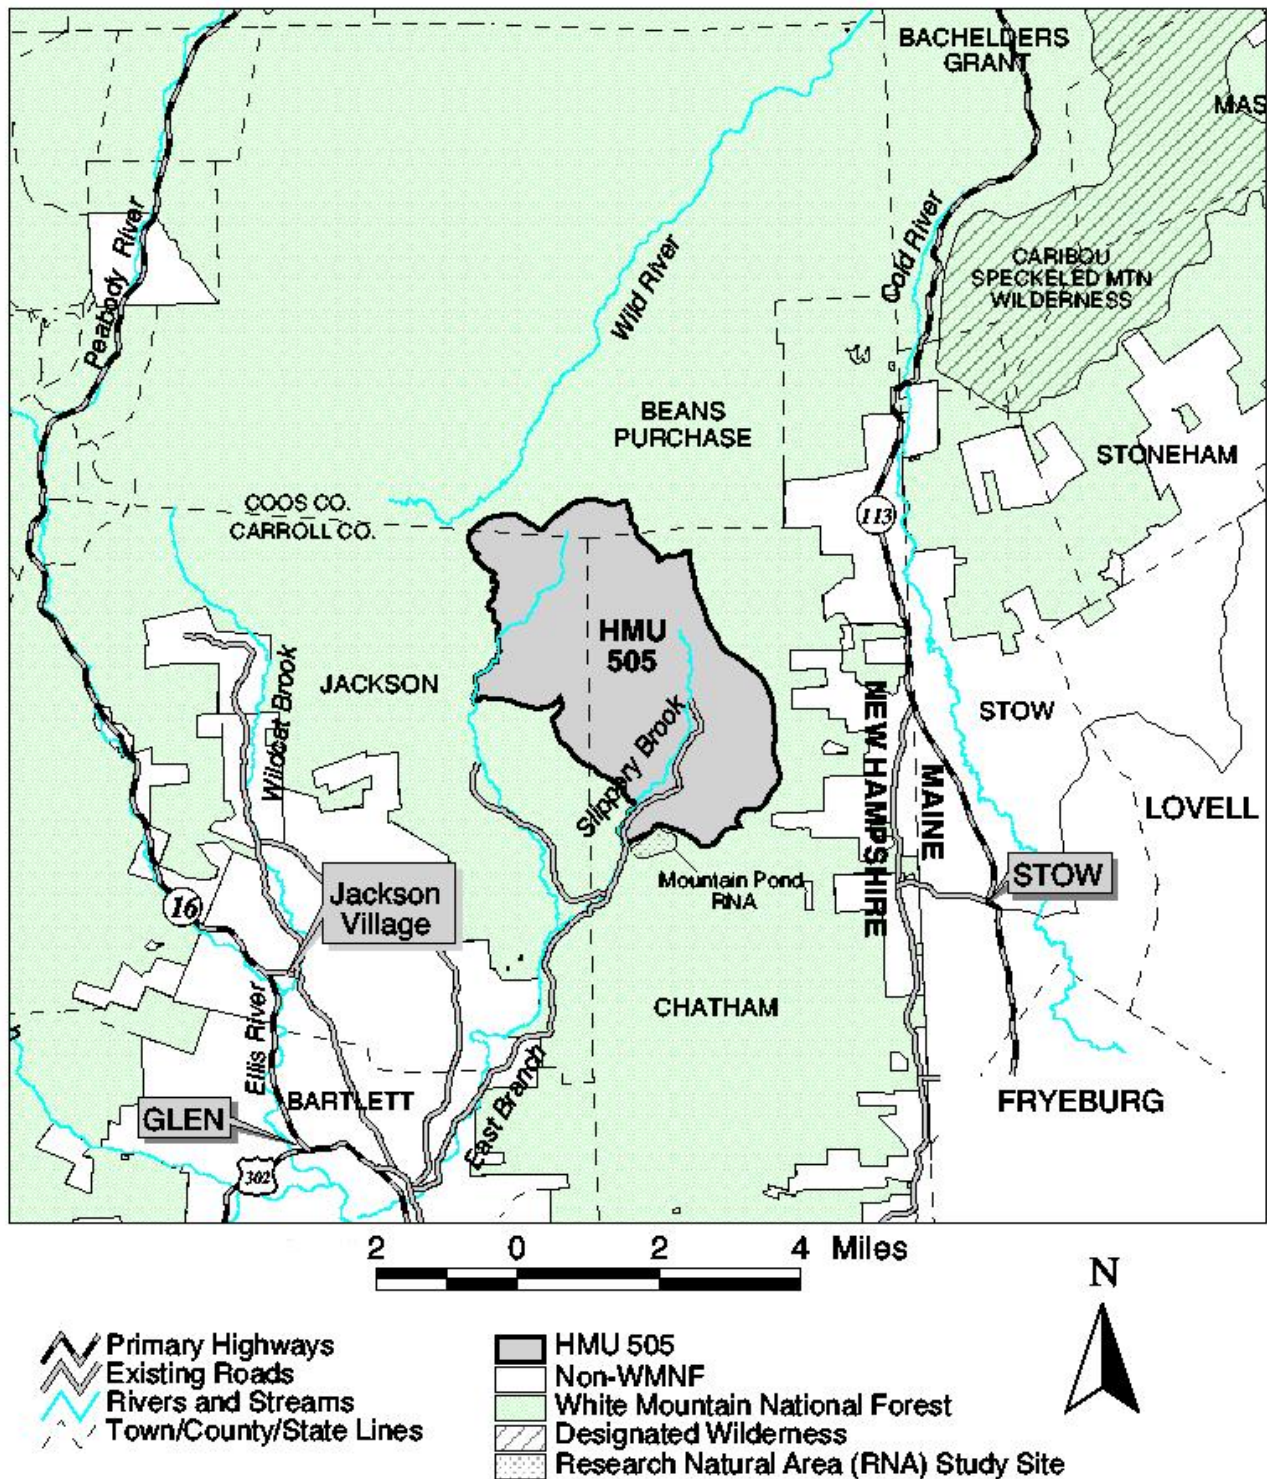 BACHELDERS
GRANT
MAS
Peabody River
Wild River
Cold River
CARIBOU
SPECKELED MTN
WILDERNESS
BEANS
PURCHASE
STONEHAM
COOS CO.
CARROLL CO.
113
HMU
505
Wildcat Brook
JACKSON
Slippery Brook
NEW HAMPSHIRE
MAINE
STOW
LOVELL
Mountain Pond
RNA
STOW
Jackson
Village
16
Ellis River
CHATHAM
East Branch
BARTLETT
GLEN
302
FRYEBURG
2 0 2 4 Miles
N
Primary Highways
Existing Roads
Rivers and Streams
Town/County/State Lines
HMU 505
Non-WMNF
White Mountain National Forest
Designated Wilderness
Research Natural Area (RNA) Study Site